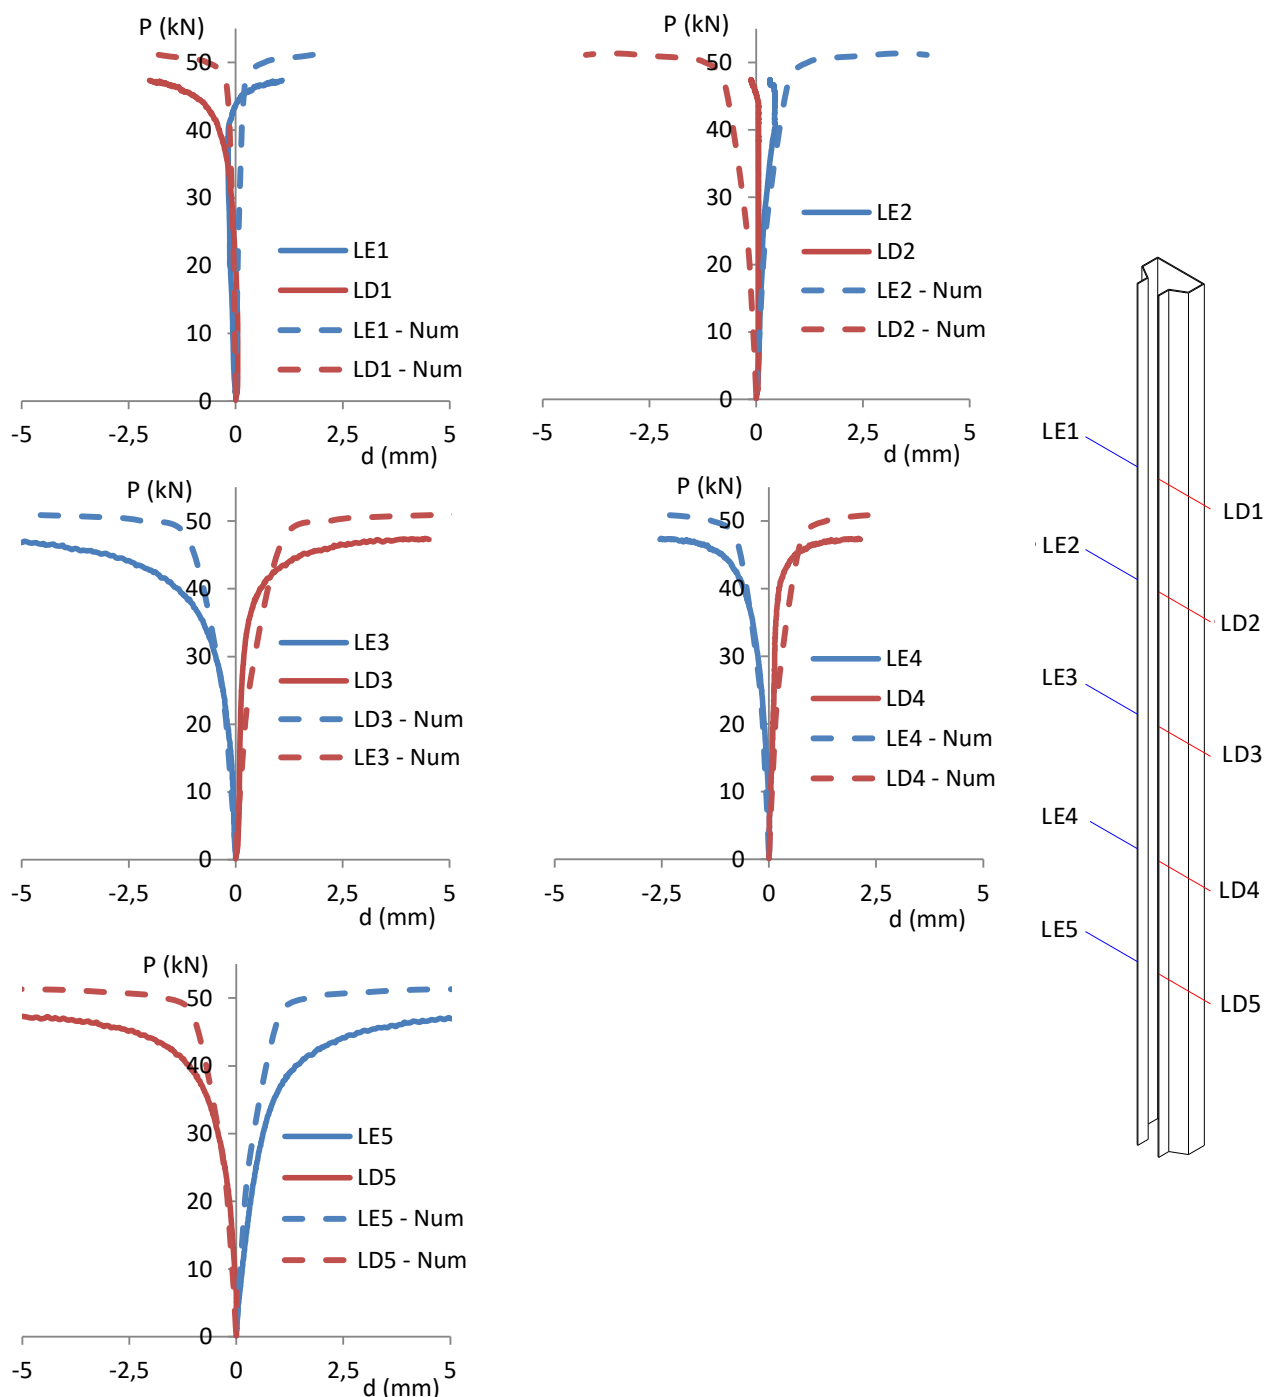 P (kN)
50
40
30
20
10
0
LE1
LD1
LE1 - Num
LD1 - Num
-5
-2,5
0
2,5
5
d (mm)
P (kN)
50
40
30
20
10
0
LE2
LD2
LE2 - Num
LD2 - Num
-5
-2,5
0
2,5
5
d (mm)
P (kN)
50
40
30
20
10
0
LE3
LD3
LD3 - Num
LE3 - Num
-5
-2,5
0
2,5
5
d (mm)
P (kN)
50
40
30
20
10
0
LE4
LD4
LE4 - Num
LD4 - Num
-5
-2,5
0
2,5
5
d (mm)
P (kN)
50
40
30
20
10
0
LE5
LD5
LE5 - Num
LD5 - Num
-5
-2,5
0
2,5
5
d (mm)
LE1
LD1
LE2
LD2
LE3
LD3
LE4
LD4
LE5
LD5